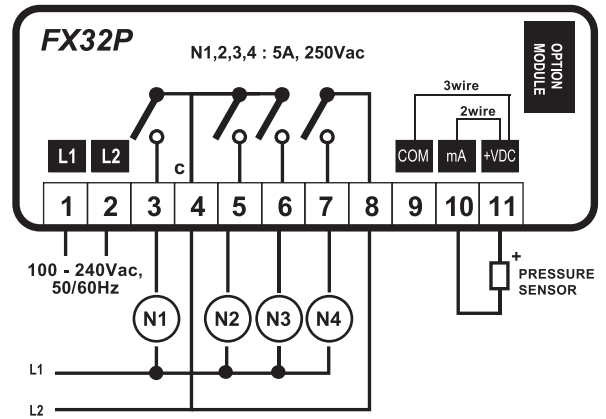 FX32P
N1,2,3,4 : 5A, 250Vac
OPTION
MODULE
3wire
2wire
L1 L2 C COM mA +VDC
1 2 3 4 5 6 7 8 9 10 11
100 - 240Vac,
50/60Hz
+
PRESSURE
SENSOR
N1 N2 N3 N4
L1
L2